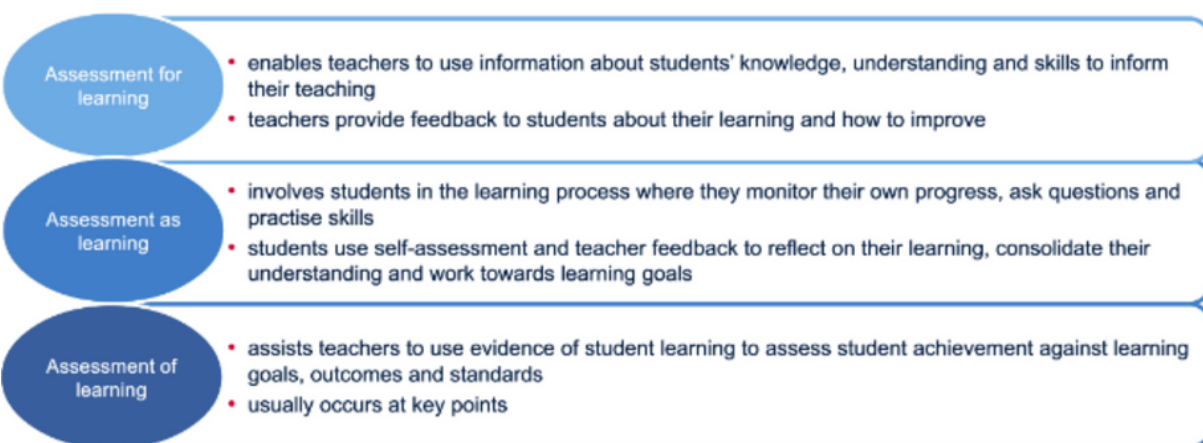 Assessment for
learning
• enables teachers to use information about students' knowledge, understanding and skills to inform
their teaching
• teachers provide feedback to students about their learning and how to improve
Assessment as
learning
• involves students in the learning process where they monitor their own progress, ask questions and
practise skills
• students use self-assessment and teacher feedback to reflect on their learning, consolidate their
understanding and work towards learning goals
Assessment of
learning
• assists teachers to use evidence of student learning to assess student achievement against learning
goals, outcomes and standards
• usually occurs at key points